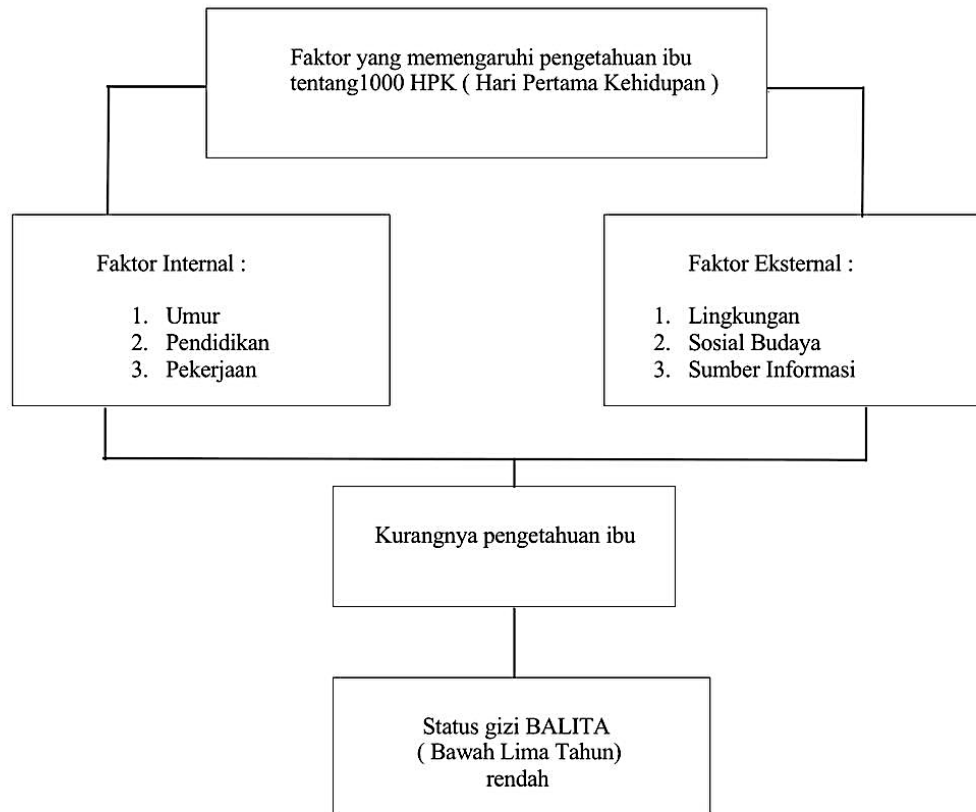 Faktor yang memengaruhi pengetahuan ibu
tentang1000 HPK ( Hari Pertama Kehidupan )
Faktor Internal :
1. Umur
2. Pendidikan
3. Pekerjaan
Faktor Eksternal :
1. Lingkungan
2. Sosial Budaya
3. Sumber Informasi
Kurangnya pengetahuan ibu
Status gizi BALITA
( Bawah Lima Tahun)
rendah